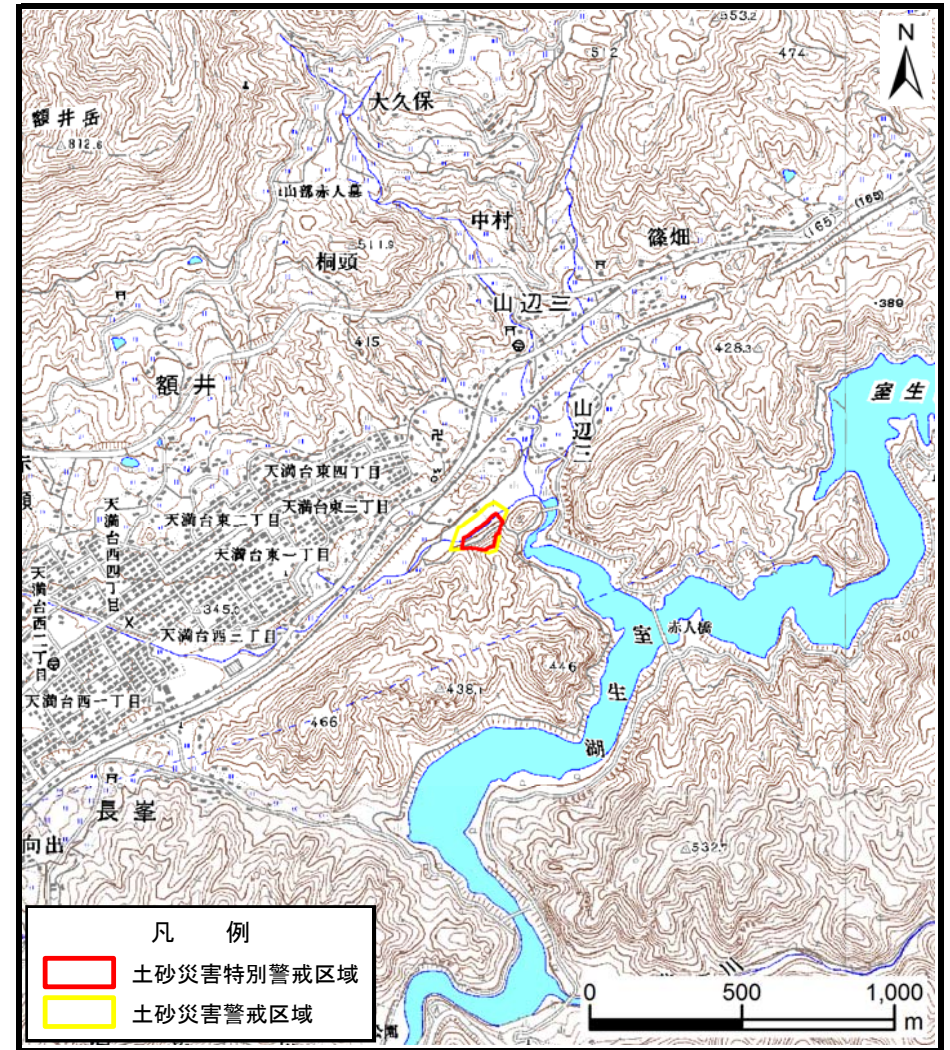 553.2
N
512
474
大久保
額井岳
812.6
山部赤人墓
中村
(165)
(165)
511.9
篠畑
桐頭
山辺三
389
415
428.3
額井
室生
山辺三
天満台東四丁目
天満台東三丁目
天満台東二丁目
天満台西四丁目
天満台東一丁目
天満台西二丁目
天満台西三丁目
室生湖
赤人橋
446
438.1
天満台西一丁目
466
長峯
向出
532.7
凡例
土砂災害特別警戒区域
土砂災害警戒区域
0 500 1,000
m